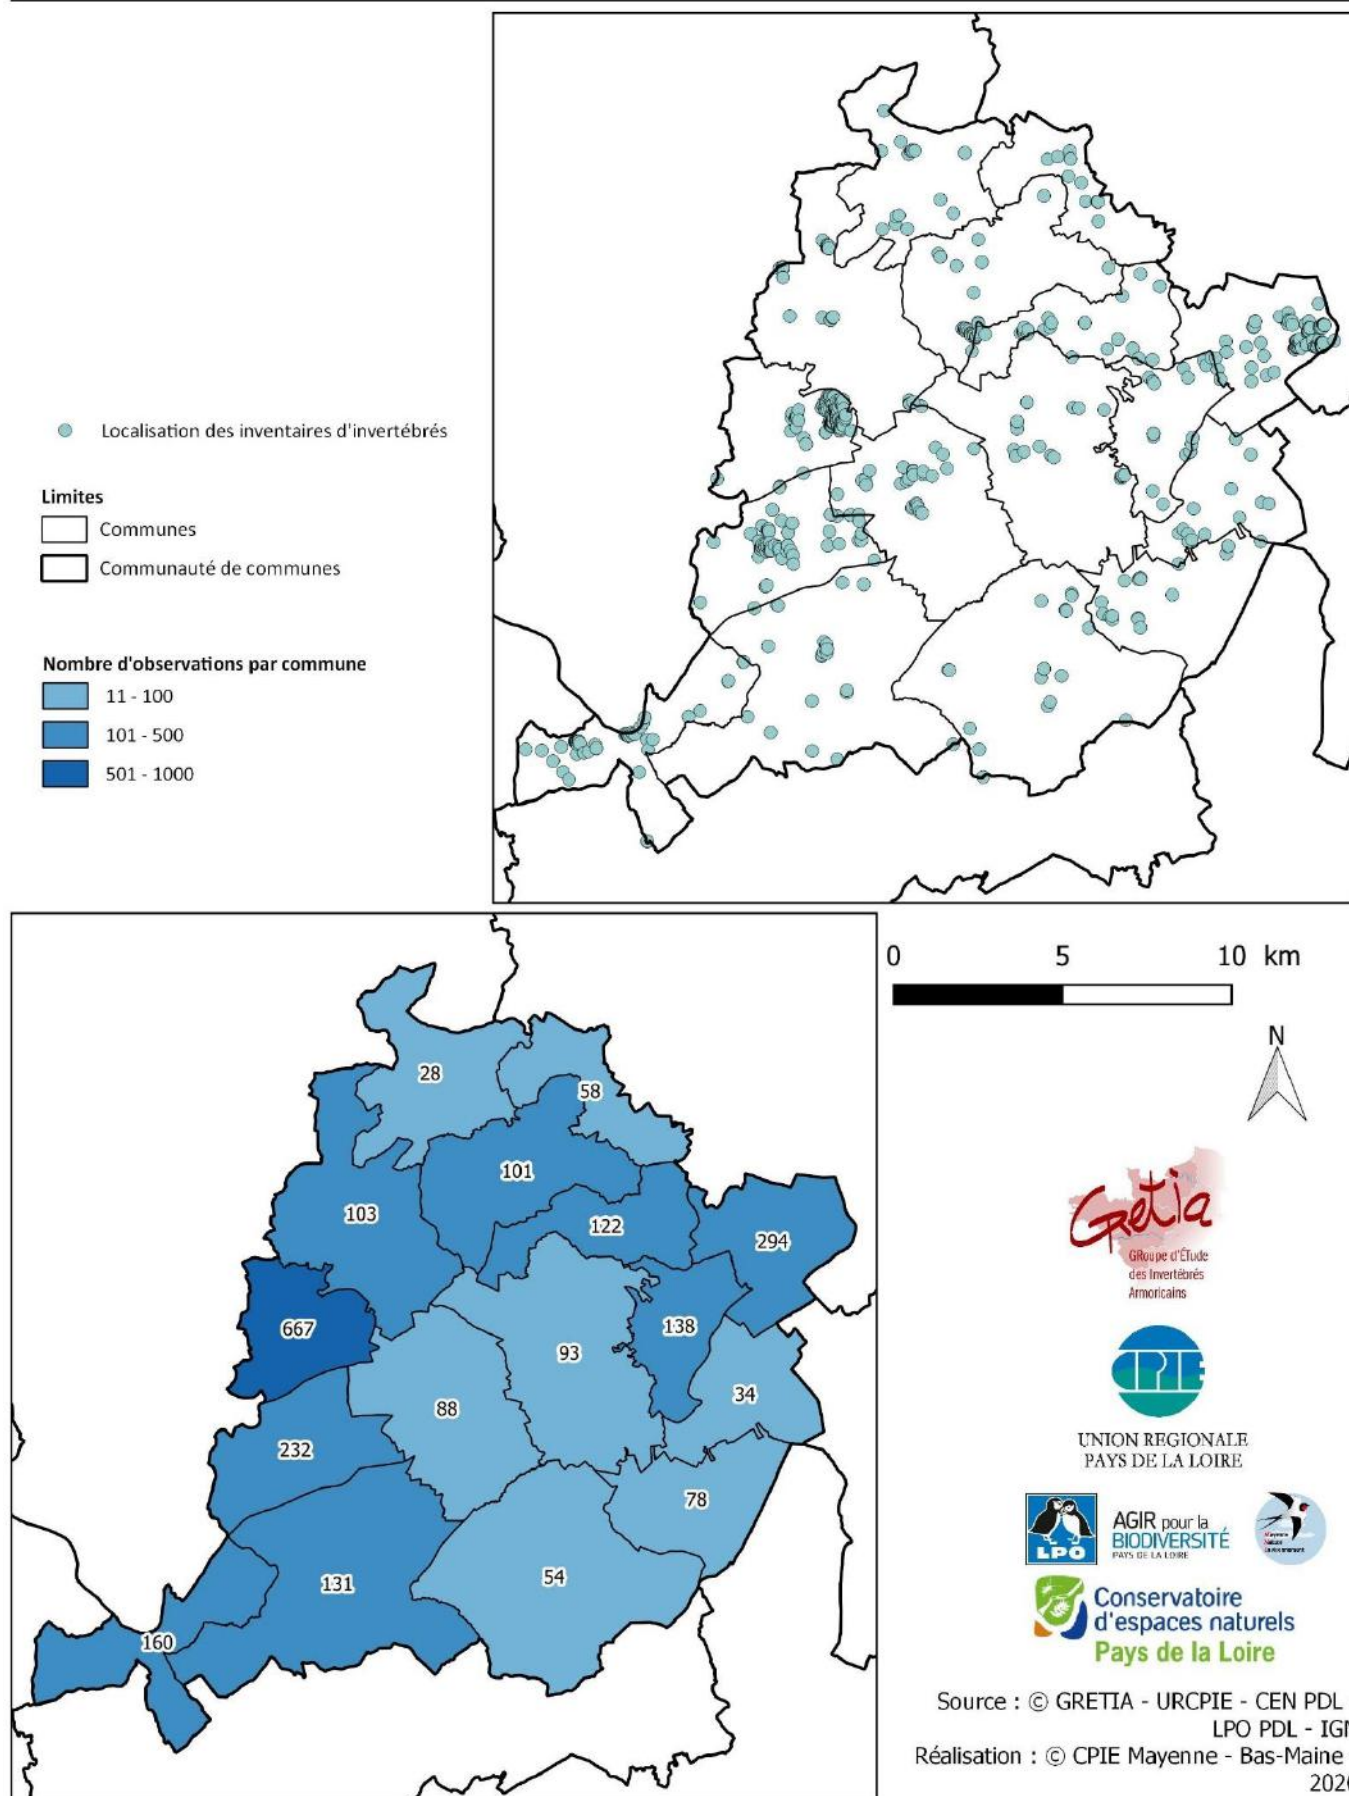 Localisation des inventaires d'invertébrés
Limites
Communes
Communauté de communes
Nombre d'observations par commune
11 - 100
101 - 500
501 - 1000
0 5 10 km
N
28
58
101
103
122
294
667
138
93
34
88
232
78
131
54
160
Gretia
GRoupe d'ÉTude
des Invertébrés
Armoricains
CPIE
UNION REGIONALE
PAYS DE LA LOIRE
LPO
AGIR pour la
BIODIVERSITÉ
PAYS DE LA LOIRE
Mayenne
Nature
Environnement
Conservatoire
d'espaces naturels
Pays de la Loire
Source : © GRETIA - URCPIE - CEN PDL
LPO PDL - IGN
Réalisation : © CPIE Mayenne - Bas-Maine